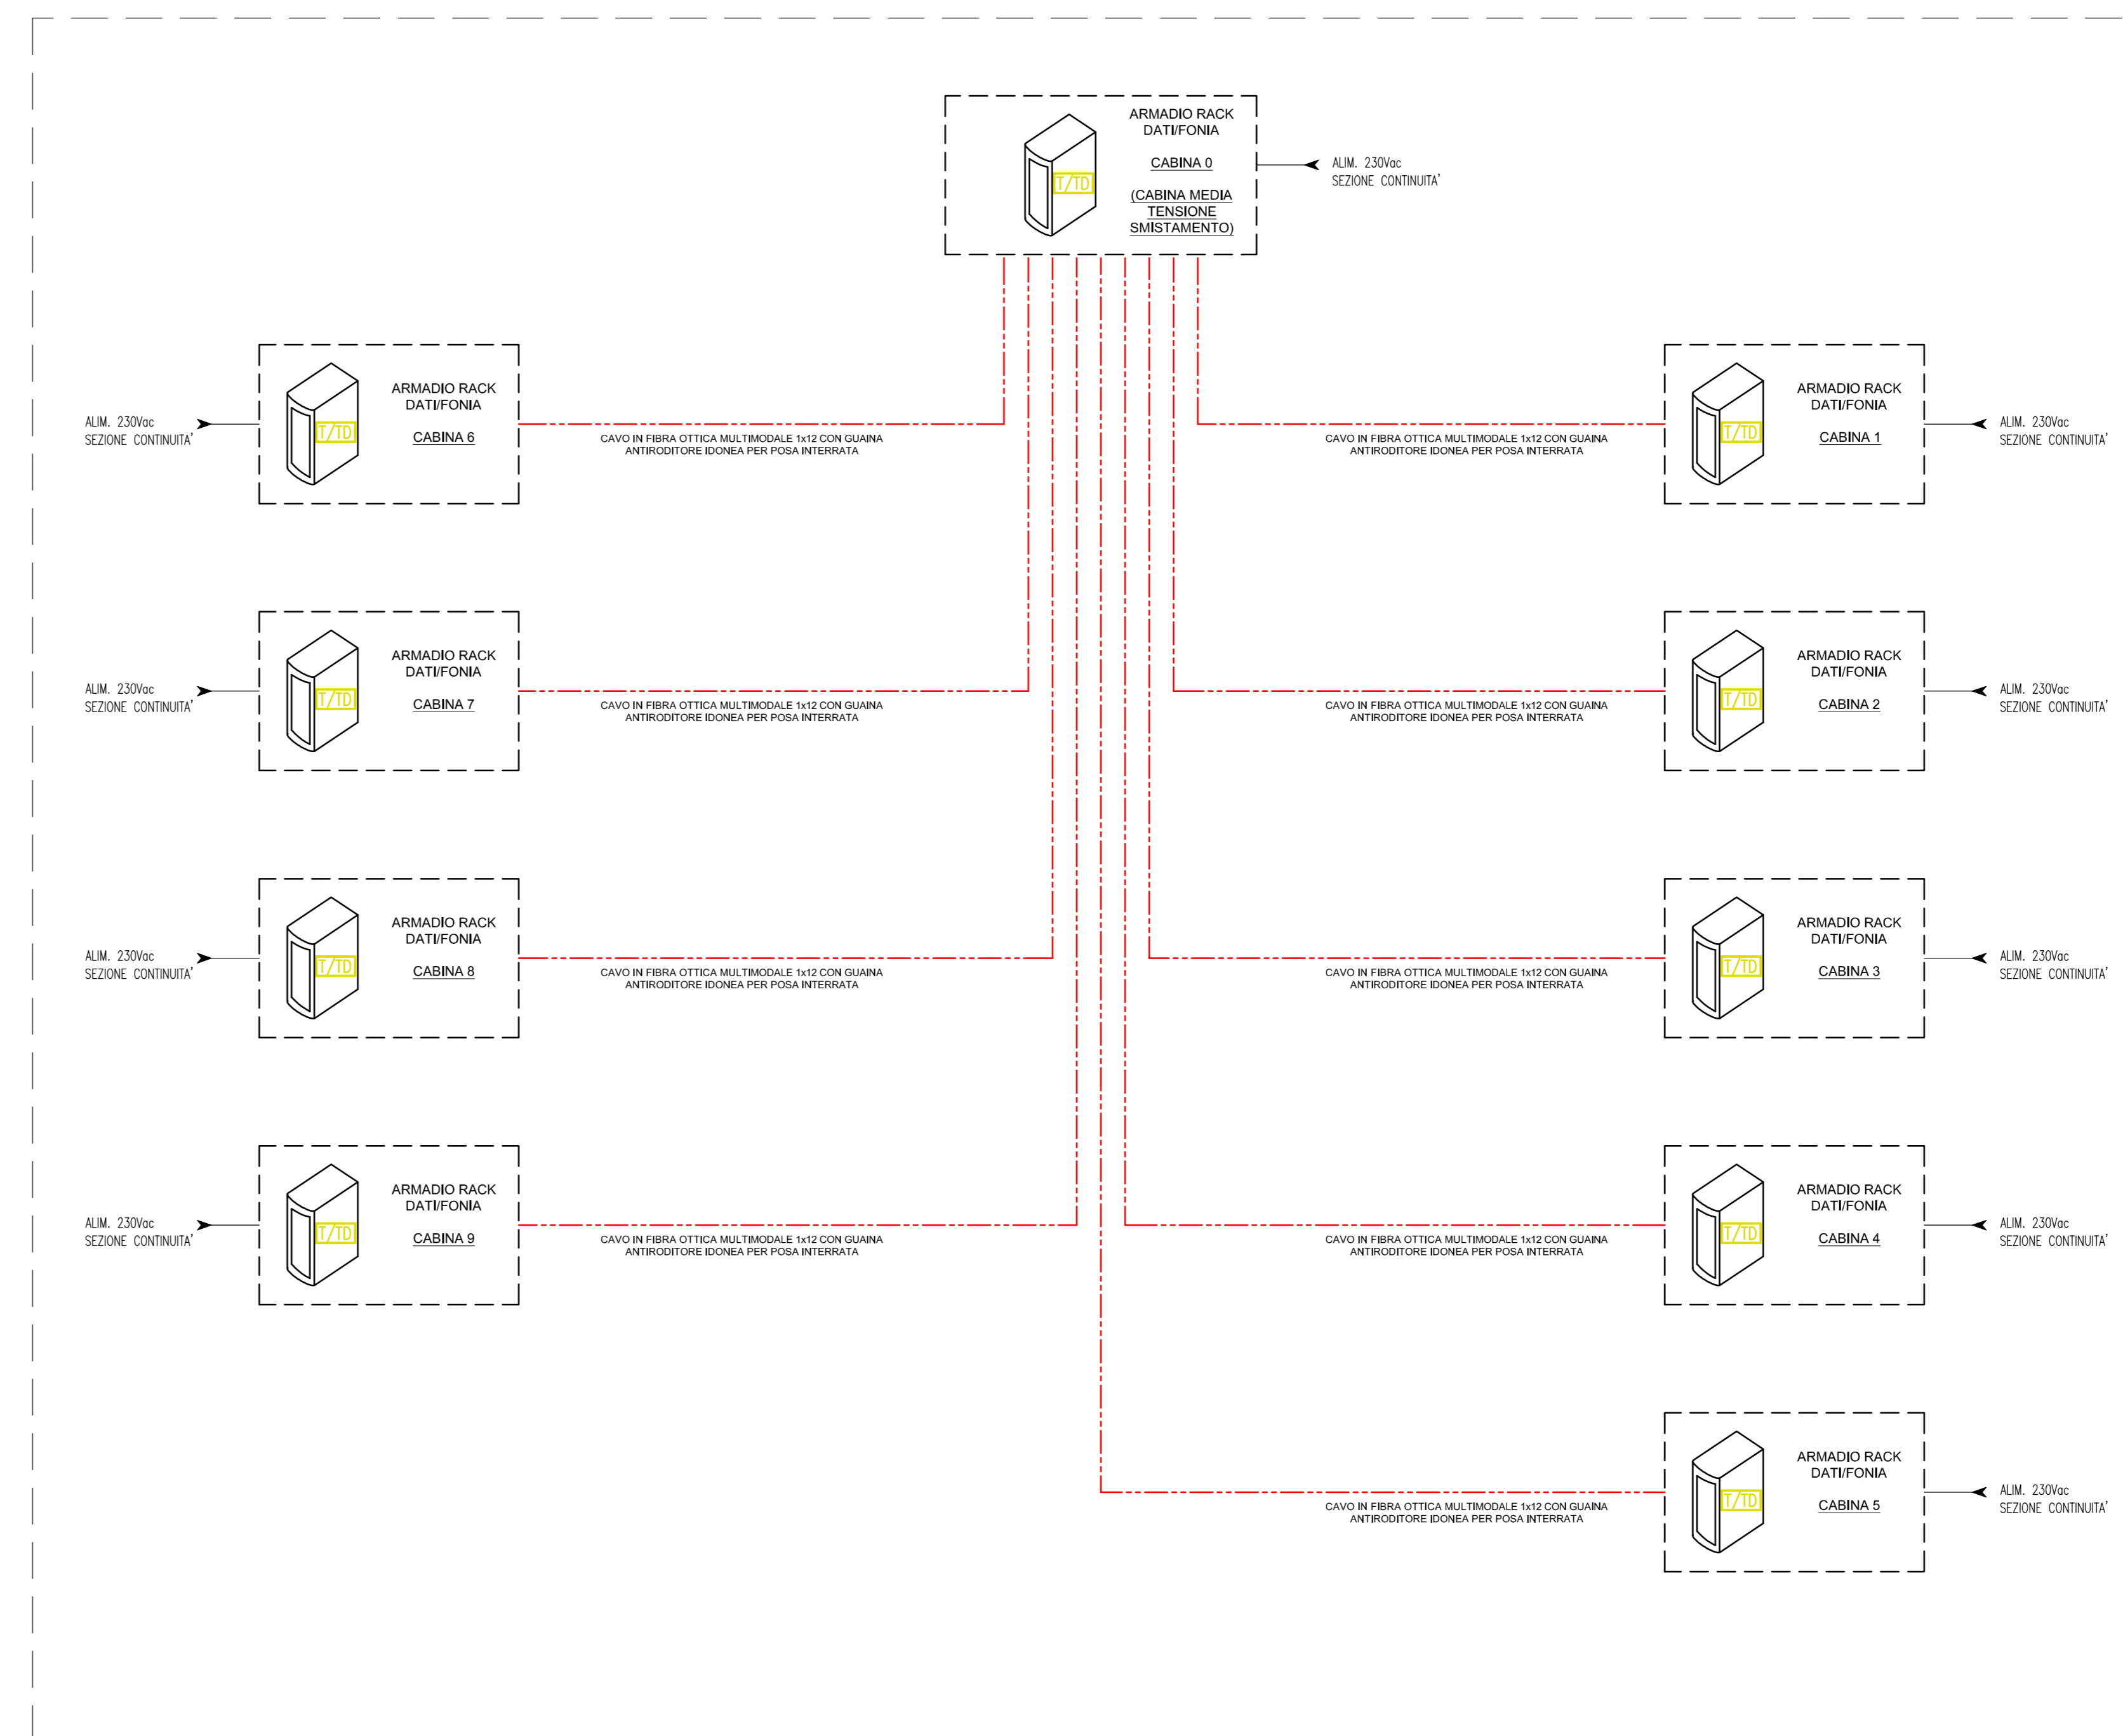 ARMADIO RACK
DATI/FONIA
CABINA 0
(CABINA MEDIA
TENSIONE
SMISTAMENTO)
T/TD
ALIM. 230Vac
SEZIONE CONTINUITA'
ALIM. 230Vac
SEZIONE CONTINUITA'
T/TD
ARMADIO RACK
DATI/FONIA
CABINA 6
CAVO IN FIBRA OTTICA MULTIMODALE 1x12 CON GUAINA
ANTIRODITORE IDONEA PER POSA INTERRATA
CAVO IN FIBRA OTTICA MULTIMODALE 1x12 CON GUAINA
ANTIRODITORE IDONEA PER POSA INTERRATA
T/TD
ARMADIO RACK
DATI/FONIA
CABINA 1
ALIM. 230Vac
SEZIONE CONTINUITA'
ALIM. 230Vac
SEZIONE CONTINUITA'
T/TD
ARMADIO RACK
DATI/FONIA
CABINA 7
CAVO IN FIBRA OTTICA MULTIMODALE 1x12 CON GUAINA
ANTIRODITORE IDONEA PER POSA INTERRATA
CAVO IN FIBRA OTTICA MULTIMODALE 1x12 CON GUAINA
ANTIRODITORE IDONEA PER POSA INTERRATA
T/TD
ARMADIO RACK
DATI/FONIA
CABINA 2
ALIM. 230Vac
SEZIONE CONTINUITA'
ALIM. 230Vac
SEZIONE CONTINUITA'
T/TD
ARMADIO RACK
DATI/FONIA
CABINA 8
CAVO IN FIBRA OTTICA MULTIMODALE 1x12 CON GUAINA
ANTIRODITORE IDONEA PER POSA INTERRATA
CAVO IN FIBRA OTTICA MULTIMODALE 1x12 CON GUAINA
ANTIRODITORE IDONEA PER POSA INTERRATA
T/TD
ARMADIO RACK
DATI/FONIA
CABINA 3
ALIM. 230Vac
SEZIONE CONTINUITA'
ALIM. 230Vac
SEZIONE CONTINUITA'
T/TD
ARMADIO RACK
DATI/FONIA
CABINA 9
CAVO IN FIBRA OTTICA MULTIMODALE 1x12 CON GUAINA
ANTIRODITORE IDONEA PER POSA INTERRATA
CAVO IN FIBRA OTTICA MULTIMODALE 1x12 CON GUAINA
ANTIRODITORE IDONEA PER POSA INTERRATA
T/TD
ARMADIO RACK
DATI/FONIA
CABINA 4
ALIM. 230Vac
SEZIONE CONTINUITA'
CAVO IN FIBRA OTTICA MULTIMODALE 1x12 CON GUAINA
ANTIRODITORE IDONEA PER POSA INTERRATA
T/TD
ARMADIO RACK
DATI/FONIA
CABINA 5
ALIM. 230Vac
SEZIONE CONTINUITA'